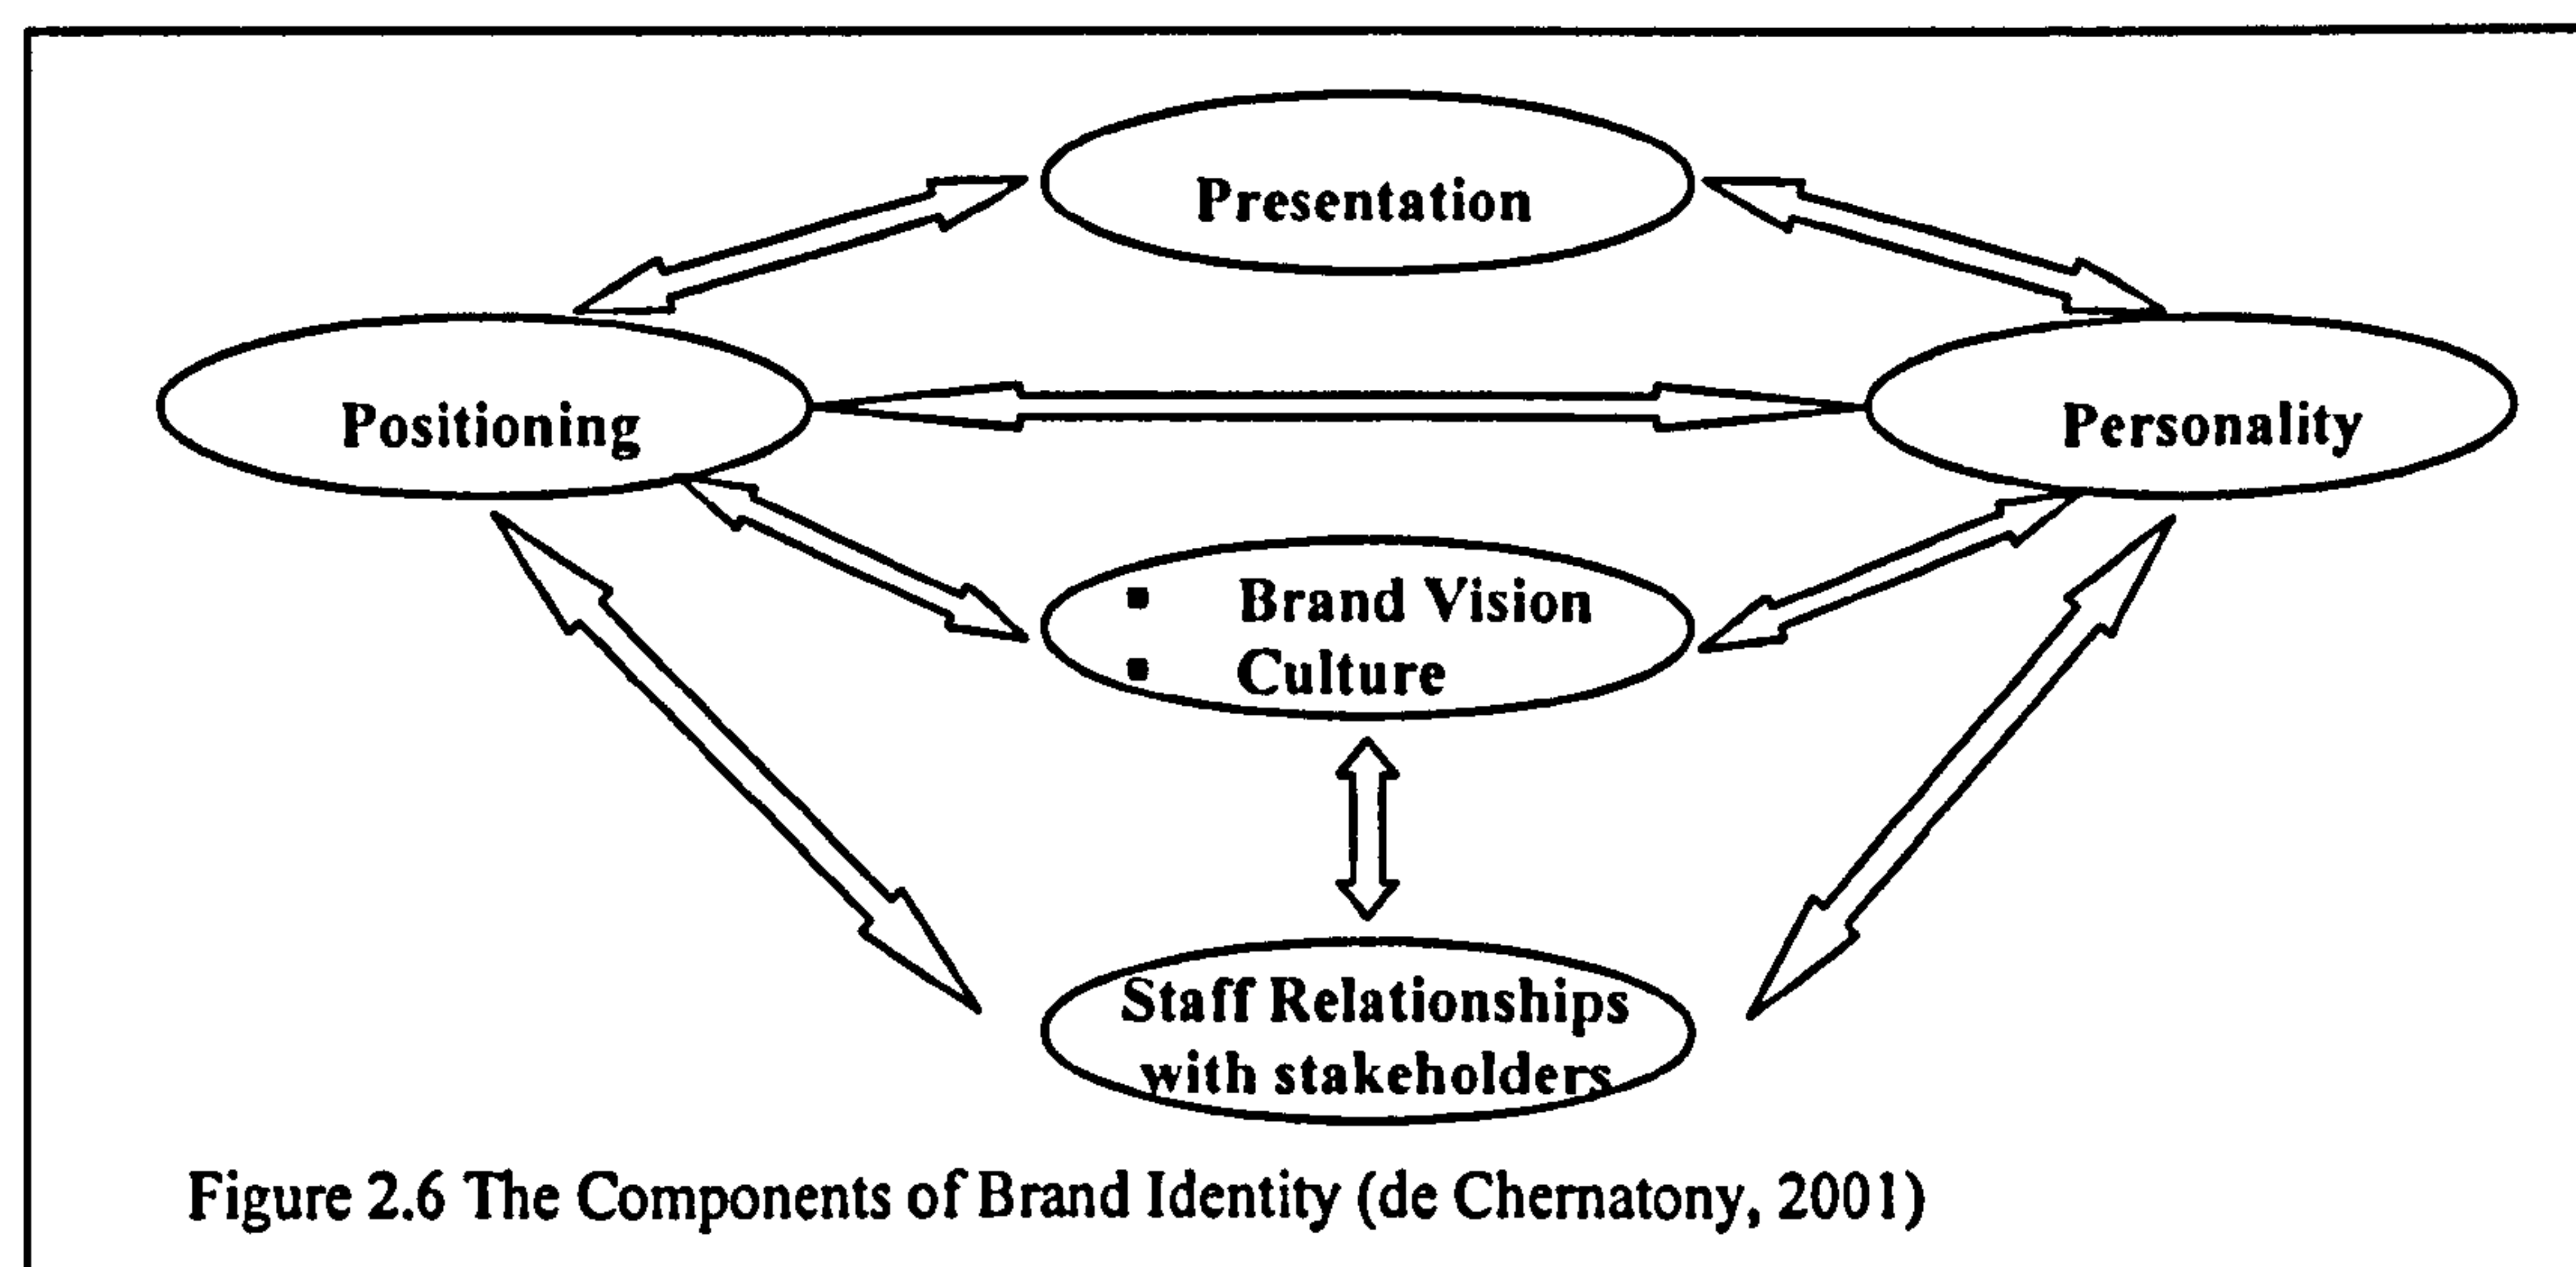 Presentation
Positioning
Personality
▪ Brand Vision
▪ Culture
Staff Relationships
with stakeholders
Figure 2.6 The Components of Brand Identity (de Chernatony, 2001)